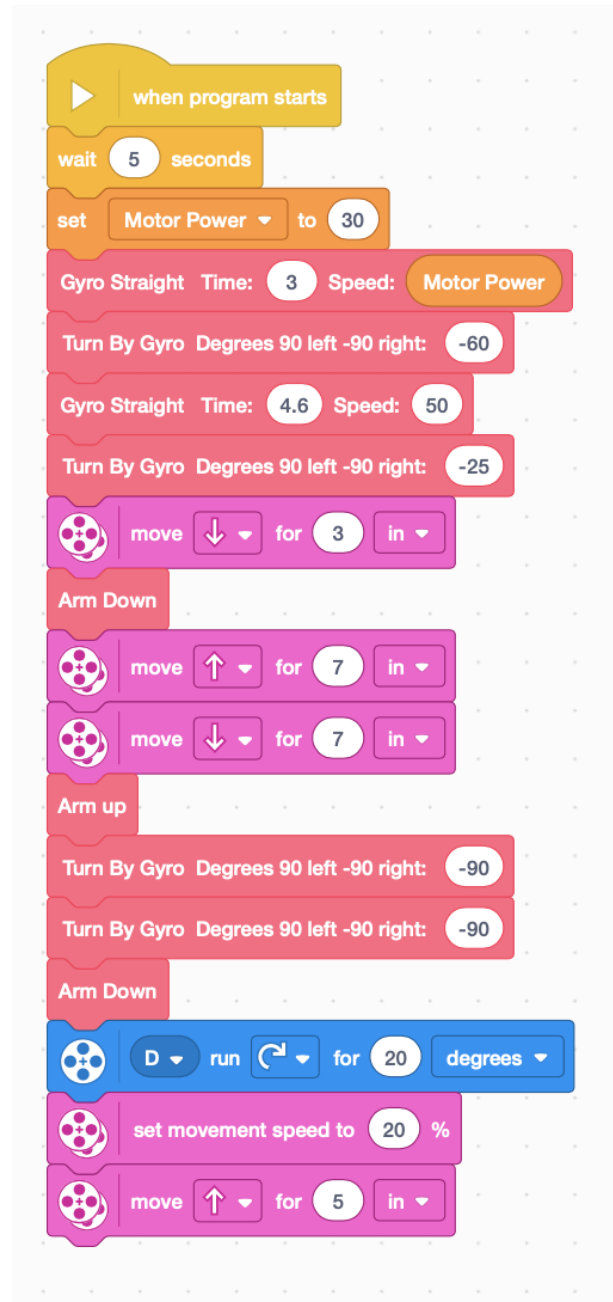 when program starts
wait 5 seconds
set Motor Power to 30
Gyro Straight Time: 3 Speed: Motor Power
Turn By Gyro Degrees 90 left -90 right: -60
Gyro Straight Time: 4.6 Speed: 50
Turn By Gyro Degrees 90 left -90 right: -25
move for 3 in
Arm Down
move for 7 in
move for 7 in
Arm up
Turn By Gyro Degrees 90 left -90 right: -90
Turn By Gyro Degrees 90 left -90 right: -90
Arm Down
D run for 20 degrees
set movement speed to 20 %
move for 5 in